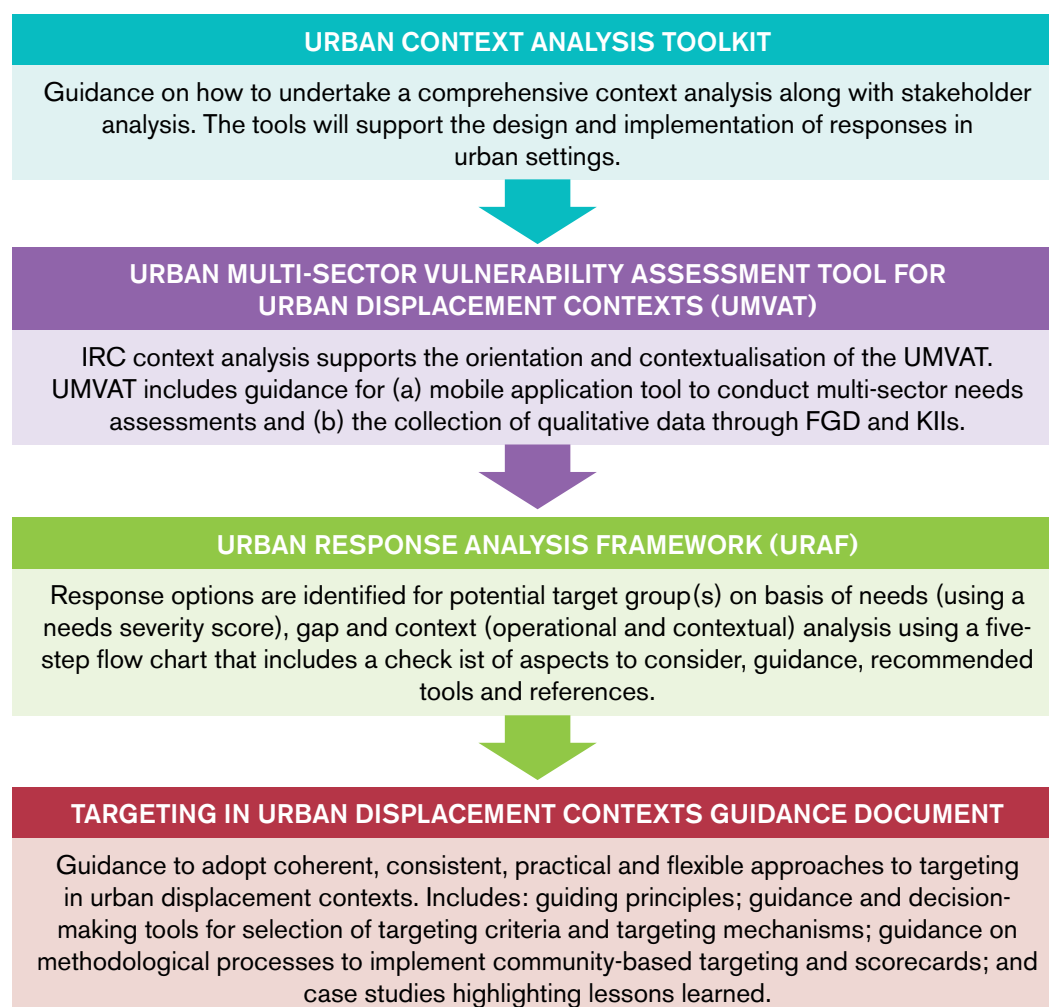 URBAN CONTEXT ANALYSIS TOOLKIT
Guidance on how to undertake a comprehensive context analysis along with stakeholder
analysis. The tools will support the design and implementation of responses in
urban settings.
URBAN MULTI-SECTOR VULNERABILITY ASSESSMENT TOOL FOR
URBAN DISPLACEMENT CONTEXTS (UMVAT)
IRC context analysis supports the orientation and contextualisation of the UMVAT.
UMVAT includes guidance for (a) mobile application tool to conduct multi-sector needs
assessments and (b) the collection of qualitative data through FGD and KIIs.
URBAN RESPONSE ANALYSIS FRAMEWORK (URAF)
Response options are identified for potential target group(s) on basis of needs (using a
needs severity score), gap and context (operational and contextual) analysis using a five-
step flow chart that includes a check ist of aspects to consider, guidance, recommended
tools and references.
TARGETING IN URBAN DISPLACEMENT CONTEXTS GUIDANCE DOCUMENT
Guidance to adopt coherent, consistent, practical and flexible approaches to targeting
in urban displacement contexts. Includes: guiding principles; guidance and decision-
making tools for selection of targeting criteria and targeting mechanisms; guidance on
methodological processes to implement community-based targeting and scorecards; and
case studies highlighting lessons learned.